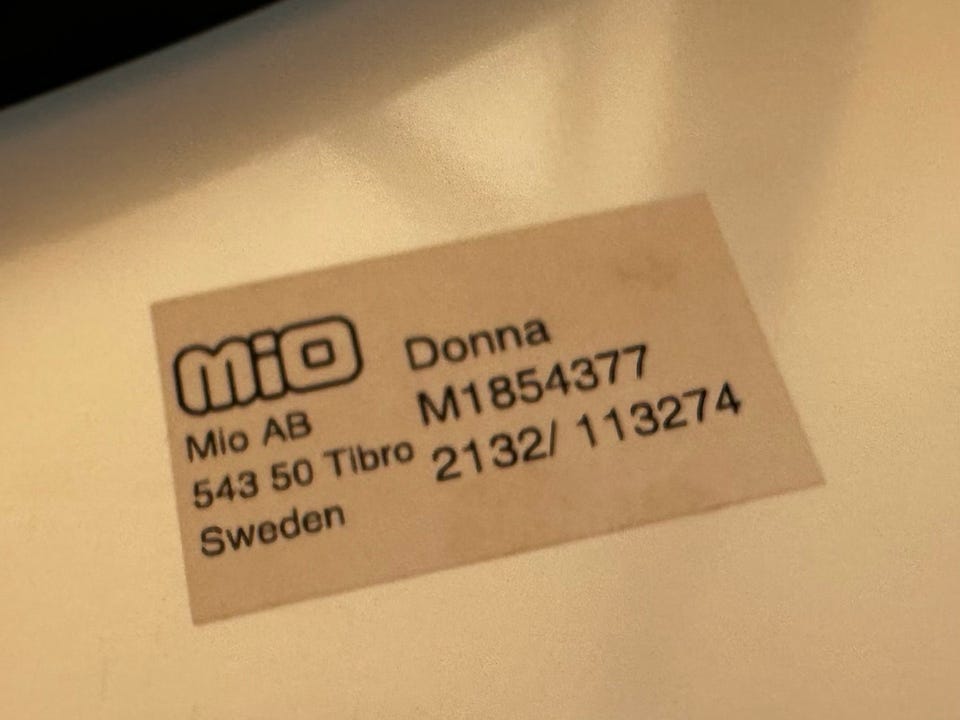 mio
Mio AB
543 50 Tibro
Sweden
Donna
M1854377
2132/ 113274